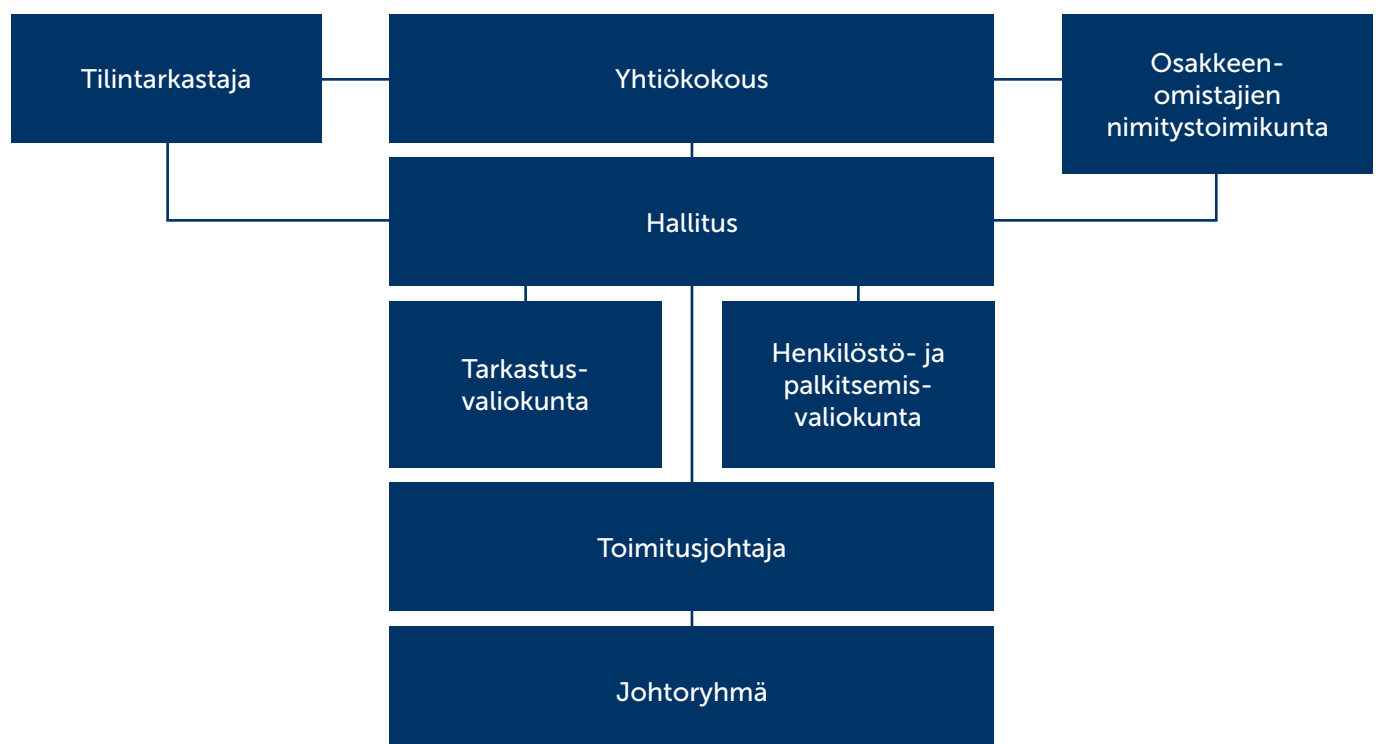 Tilintarkastaja
Yhtiökokous
Osakkeen-
omistajien
nimitystoimikunta
Hallitus
Tarkastus-
valiokunta
Henkilöstö- ja
palkitsemis-
valiokunta
Toimitusjohtaja
Johtoryhmä